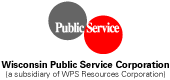 Public Service
Wisconsin Public Service Corporation
(a subsidiary of WPS Resources Corporation)